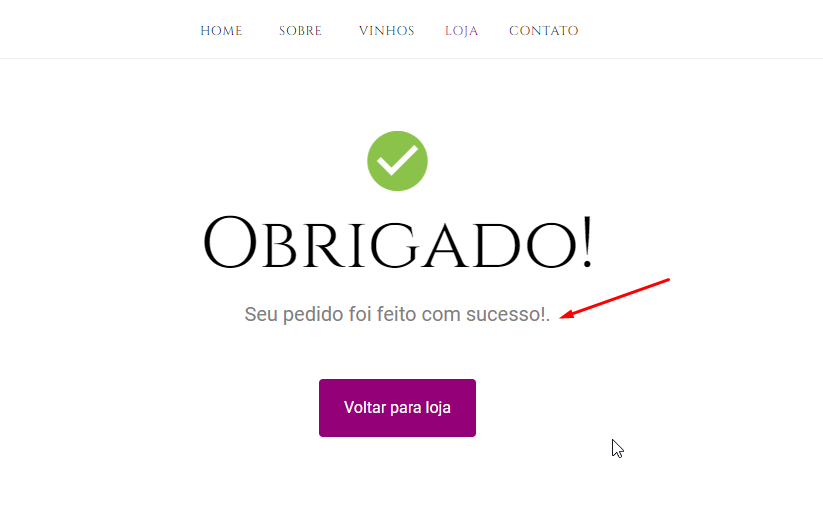 HOME SOBRE VINHOS LOJA CONTATO
OBRIGADO!
Seu pedido foi feito com sucesso!.
Voltar para loja